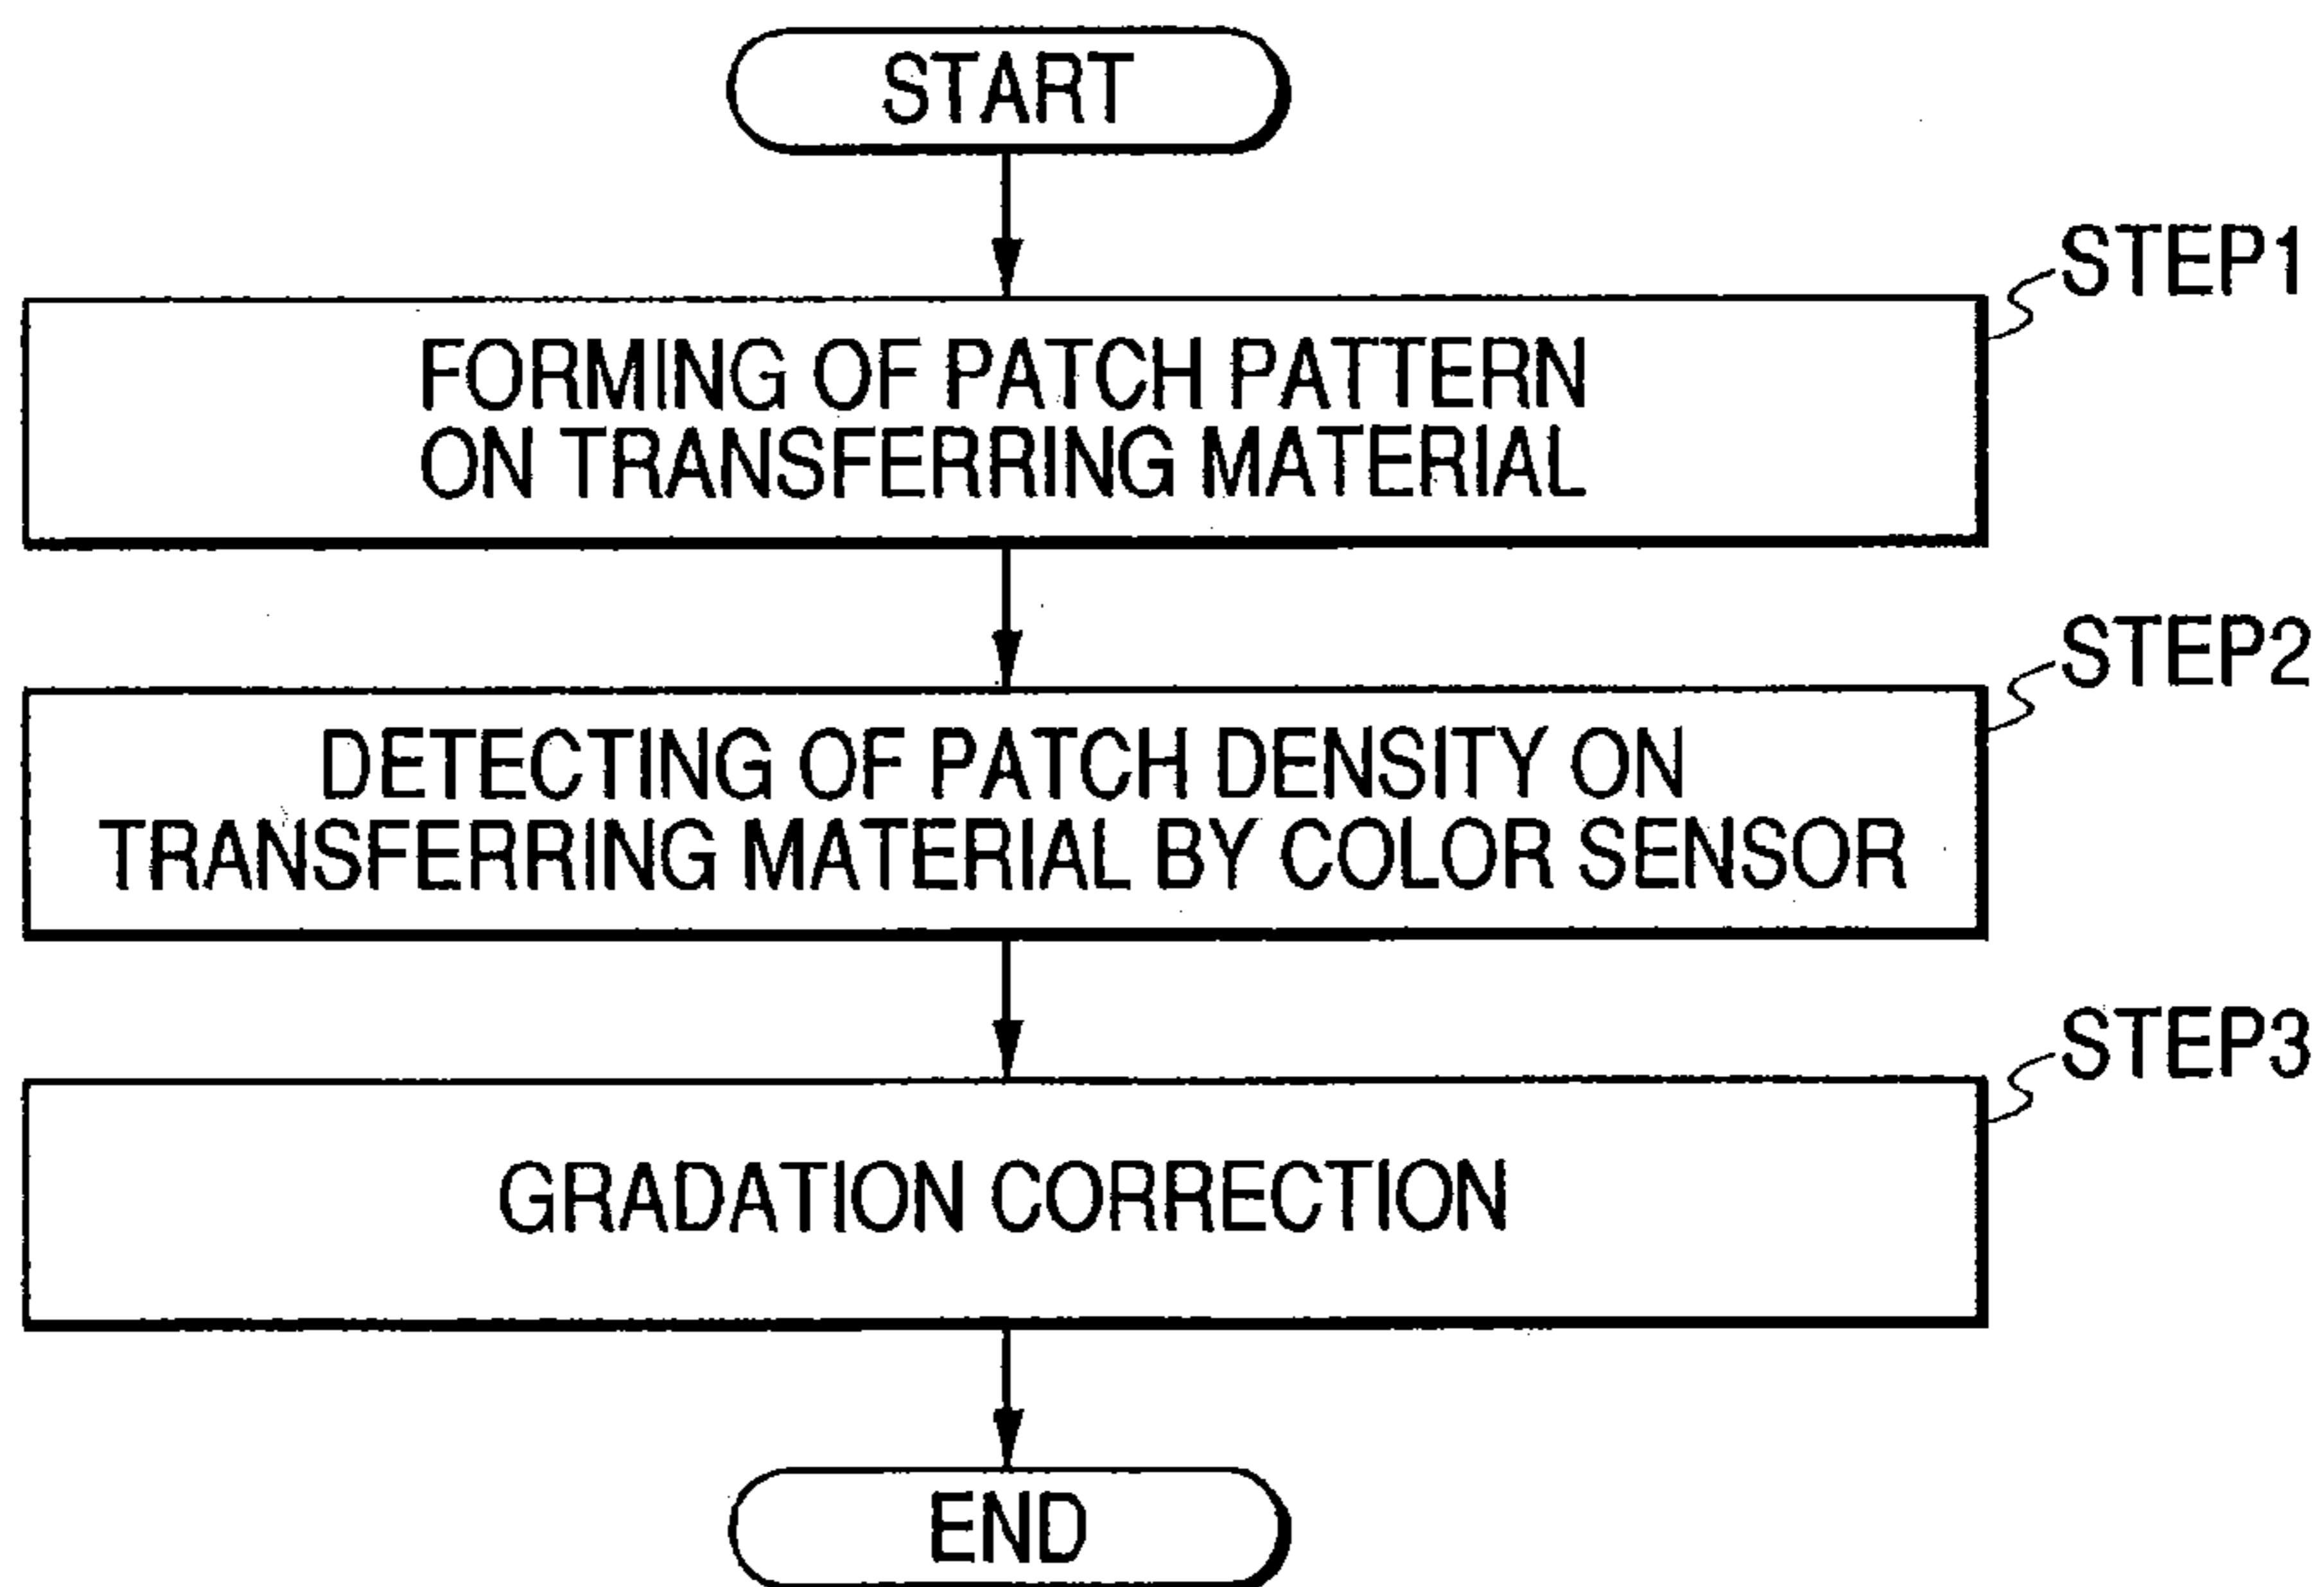 START
STEP1
FORMING OF PATCH PATTERN
ON TRANSFERRING MATERIAL
STEP2
DETECTING OF PATCH DENSITY ON
TRANSFERRING MATERIAL BY COLOR SENSOR
STEP3
GRADATION CORRECTION
END